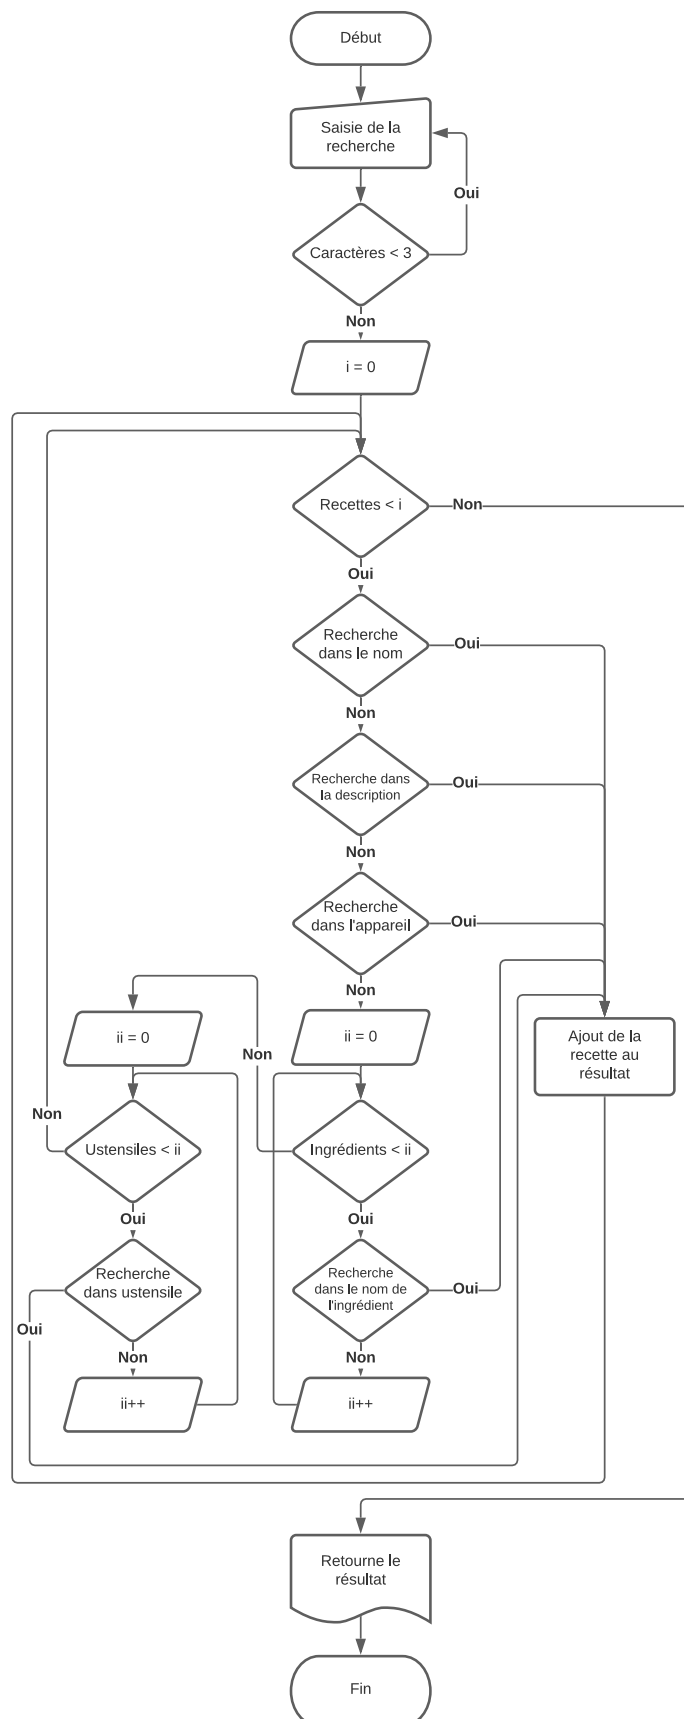 Début
Saisie de la
recherche
Oui
Caractères < 3
Non
i = 0
Recettes < i
Non
Oui
Recherche
dans le nom
Oui
Non
Recherche dans
la description
Oui
Non
Recherche
dans l'appareil
Oui
Non
ii = 0
ii = 0
Ajout de la
recette au
résultat
Non
Non
Ustensiles < ii
Ingrédients < ii
Oui
Oui
Recherche
dans ustensile
Recherche
dans le nom de
l'ingrédient
Oui
Oui
Non
Non
ii++
ii++
Retourne le
résultat
Fin